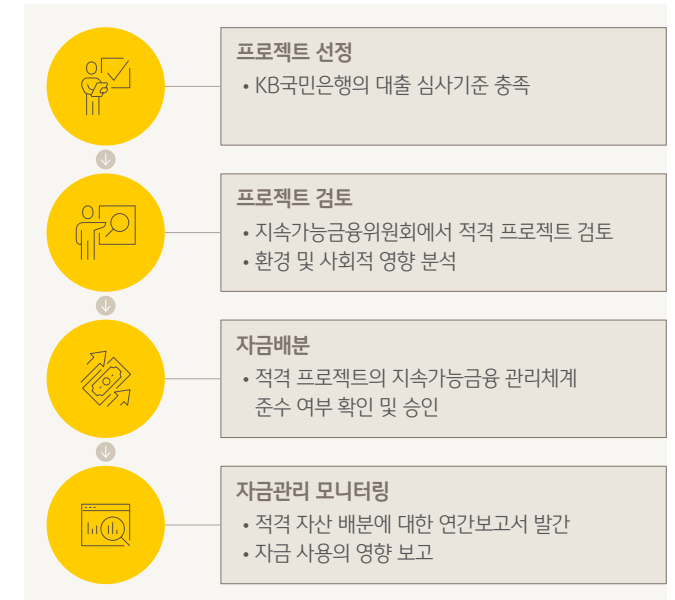 프로젝트 선정
• KB국민은행의 대출 심사기준 충족
프로젝트 검토
• 지속가능금융위원회에서 적격 프로젝트 검토
• 환경 및 사회적 영향 분석
자금배분
• 적격 프로젝트의 지속가능금융 관리체계
준수 여부 확인 및 승인
자금관리 모니터링
• 적격 자산 배분에 대한 연간보고서 발간
• 자금 사용의 영향 보고